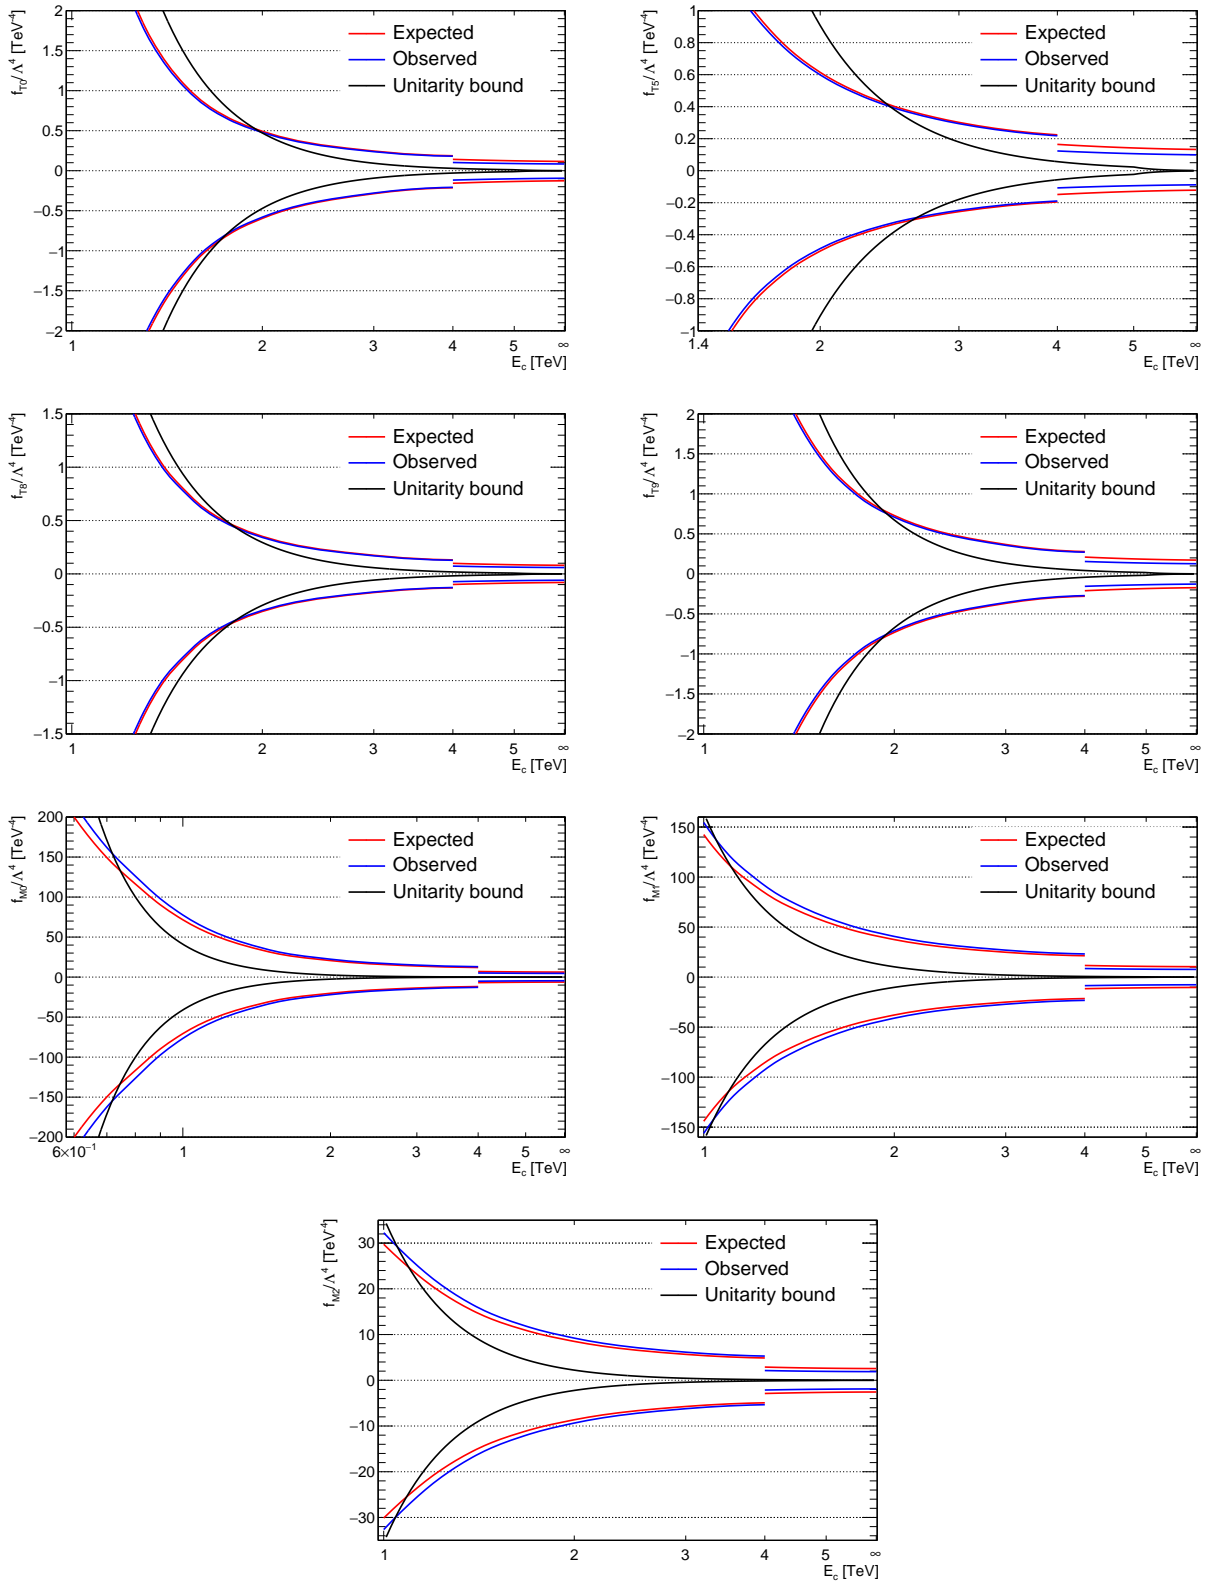 f_T0/Λ⁴ [TeV⁻⁴]
2
1.5
1
0.5
0
−0.5
−1
−1.5
−2
Expected
Observed
Unitarity bound
1 2 3 4 5 ∞
E_c [TeV]
f_T5/Λ⁴ [TeV⁻⁴]
1
0.8
0.6
0.4
0.2
0
−0.2
−0.4
−0.6
−0.8
−1
Expected
Observed
Unitarity bound
1.4 2 3 4 5 ∞
E_c [TeV]
f_T8/Λ⁴ [TeV⁻⁴]
1.5
1
0.5
0
−0.5
−1
−1.5
Expected
Observed
Unitarity bound
1 2 3 4 5 ∞
E_c [TeV]
f_T9/Λ⁴ [TeV⁻⁴]
2
1.5
1
0.5
0
−0.5
−1
−1.5
−2
Expected
Observed
Unitarity bound
1 2 3 4 5 ∞
E_c [TeV]
f_M0/Λ⁴ [TeV⁻⁴]
200
150
100
50
0
−50
−100
−150
−200
Expected
Observed
Unitarity bound
6×10⁻¹ 1 2 3 4 5 ∞
E_c [TeV]
f_M1/Λ⁴ [TeV⁻⁴]
150
100
50
0
−50
−100
−150
Expected
Observed
Unitarity bound
1 2 3 4 5 ∞
E_c [TeV]
f_M2/Λ⁴ [TeV⁻⁴]
30
20
10
0
−10
−20
−30
Expected
Observed
Unitarity bound
1 2 3 4 5 ∞
E_c [TeV]